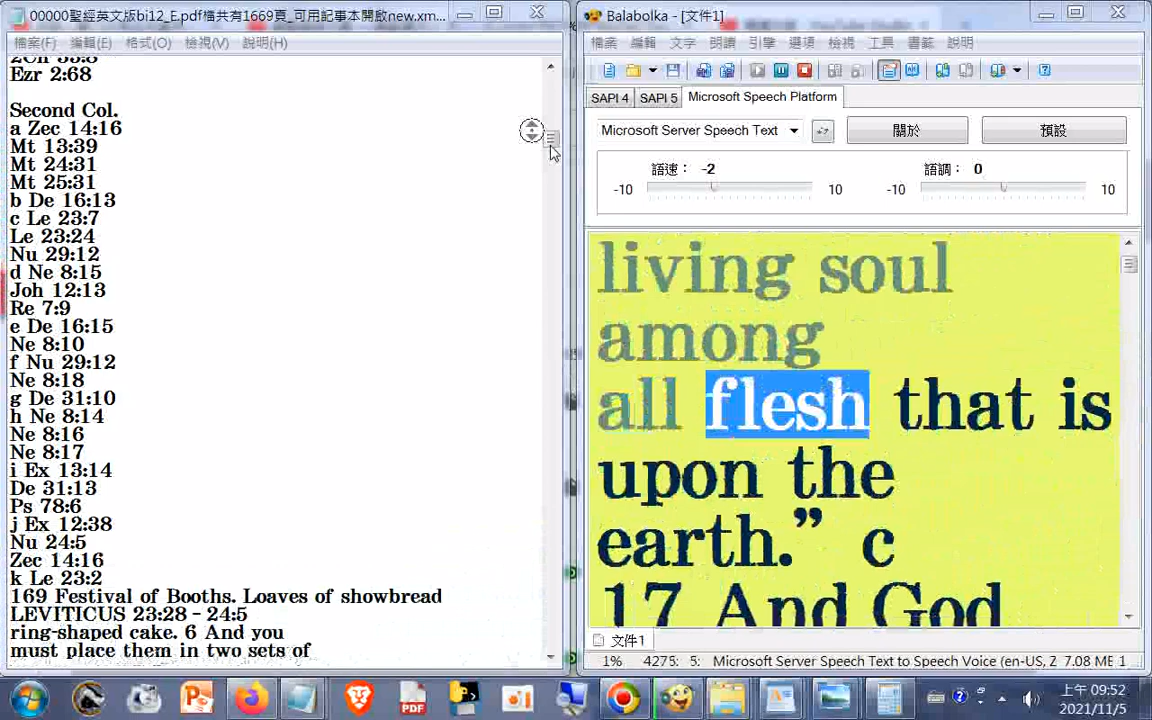 00000聖經英文版bi12_E.pdf檔共有1669頁_可用記事本開啟new.xm...
檔案(F) 編輯(E) 格式(O) 檢視(V) 說明(H)
Ezr 2:68
Second Col.
a Zec 14:16
Mt 13:39
Mt 24:31
Mt 25:31
b De 16:13
c Le 23:7
Le 23:24
Nu 29:12
d Ne 8:15
Joh 12:13
Re 7:9
e De 16:15
Ne 8:10
f Nu 29:12
Ne 8:18
g De 31:10
h Ne 8:14
Ne 8:16
Ne 8:17
i Ex 13:14
De 31:13
Ps 78:6
j Ex 12:38
Nu 24:5
Zec 14:16
k Le 23:2
169 Festival of Booths. Loaves of showbread
LEVITICUS 23:28 – 24:5
ring-shaped cake. 6 And you
must place them in two sets of
Balabolka - [文件1]
檔案 編輯 文字 朗讀 引擎 選項 檢視 工具 書籤 說明
SAPI 4 SAPI 5 Microsoft Speech Platform
Microsoft Server Speech Text 關於 預設
語速： -2 語調： 0
-10 10 -10 10
living soul
among
all flesh that is
upon the
earth.” c
17 And God
文件1
1% 4275: 5: Microsoft Server Speech Text to Speech Voice (en-US, 2 7.08 ME 1
上午 09:52
2021/11/5